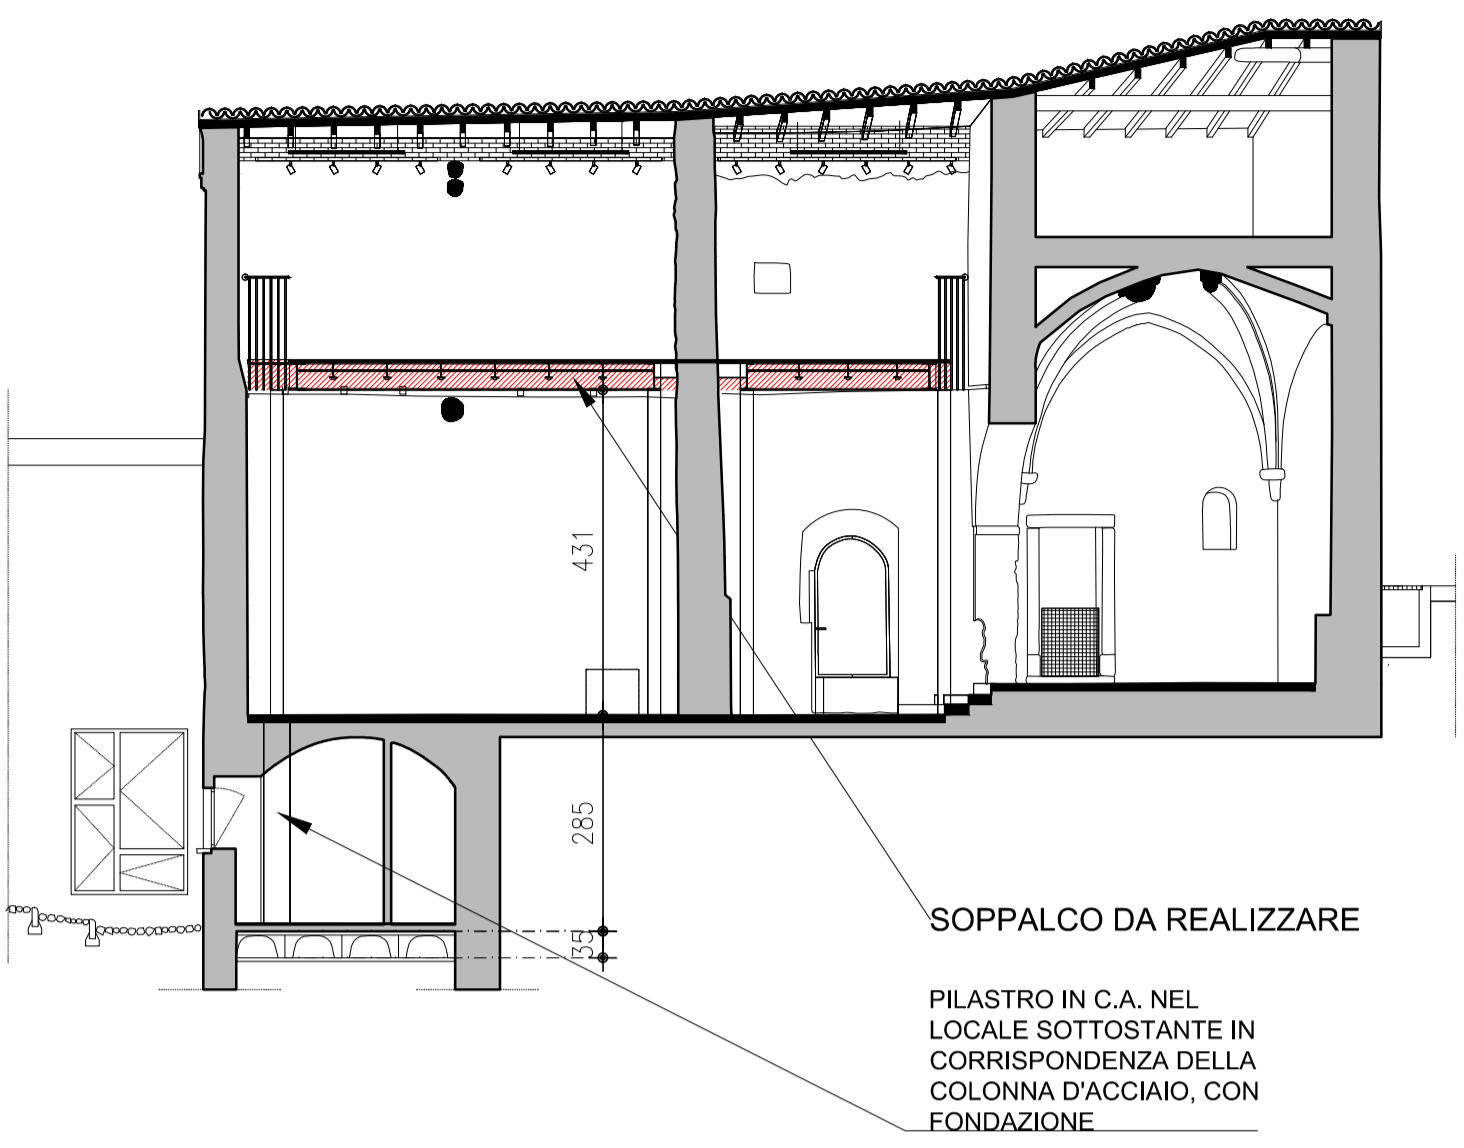 431
285
35
SOPPALCO DA REALIZZARE
PILASTRO IN C.A. NEL
LOCALE SOTTOSTANTE IN
CORRISPONDENZA DELLA
COLONNA D'ACCIAIO, CON
FONDAZIONE